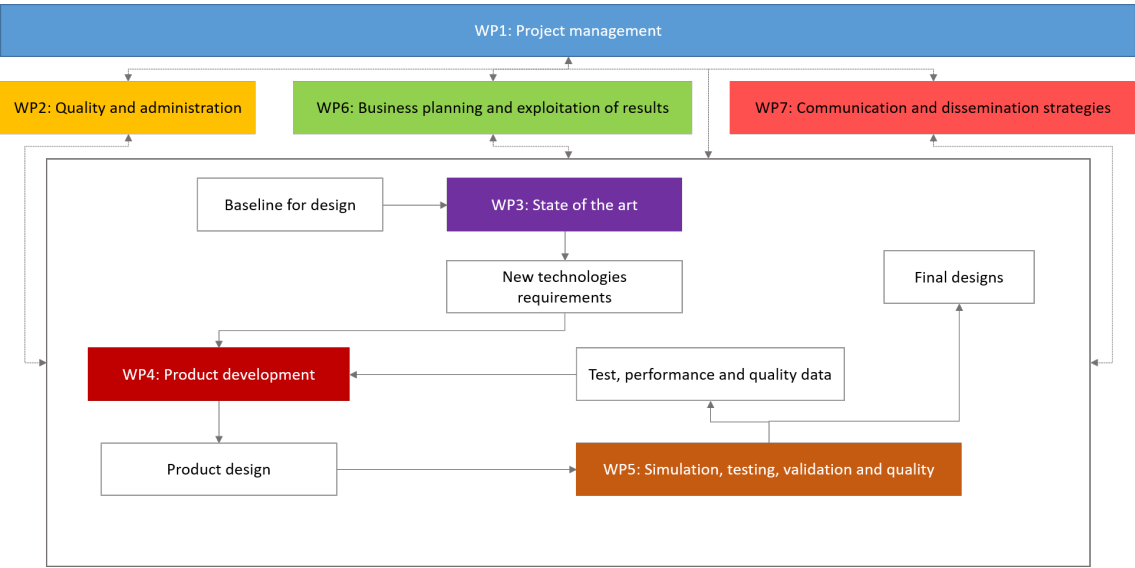 WP1: Project management
WP2: Quality and administration
WP6: Business planning and exploitation of results
WP7: Communication and dissemination strategies
Baseline for design
WP3: State of the art
New technologies
requirements
Final designs
WP4: Product development
Test, performance and quality data
Product design
WP5: Simulation, testing, validation and quality